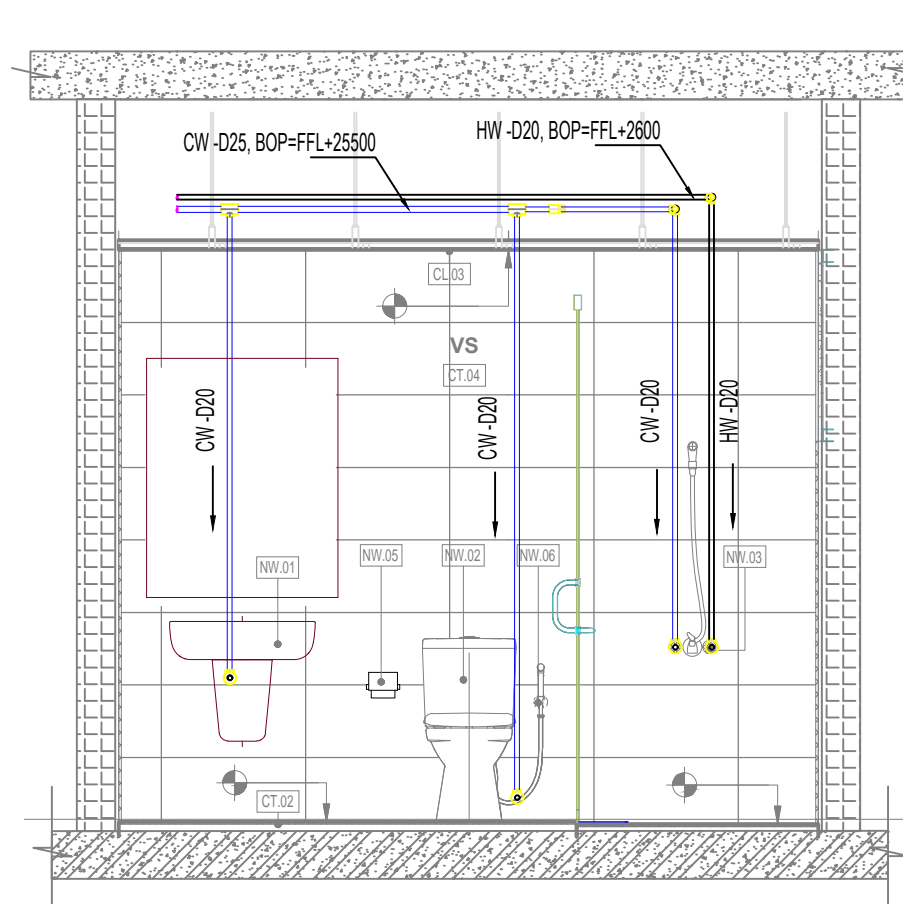 HW -D20, BOP=FFL+2600
CW -D25, BOP=FFL+25500
CL.03
VS
CT.04
CW -D20
CW -D20
CW -D20
HW -D20
NW.01
NW.05
NW.02
NW.06
NW.03
CT.02